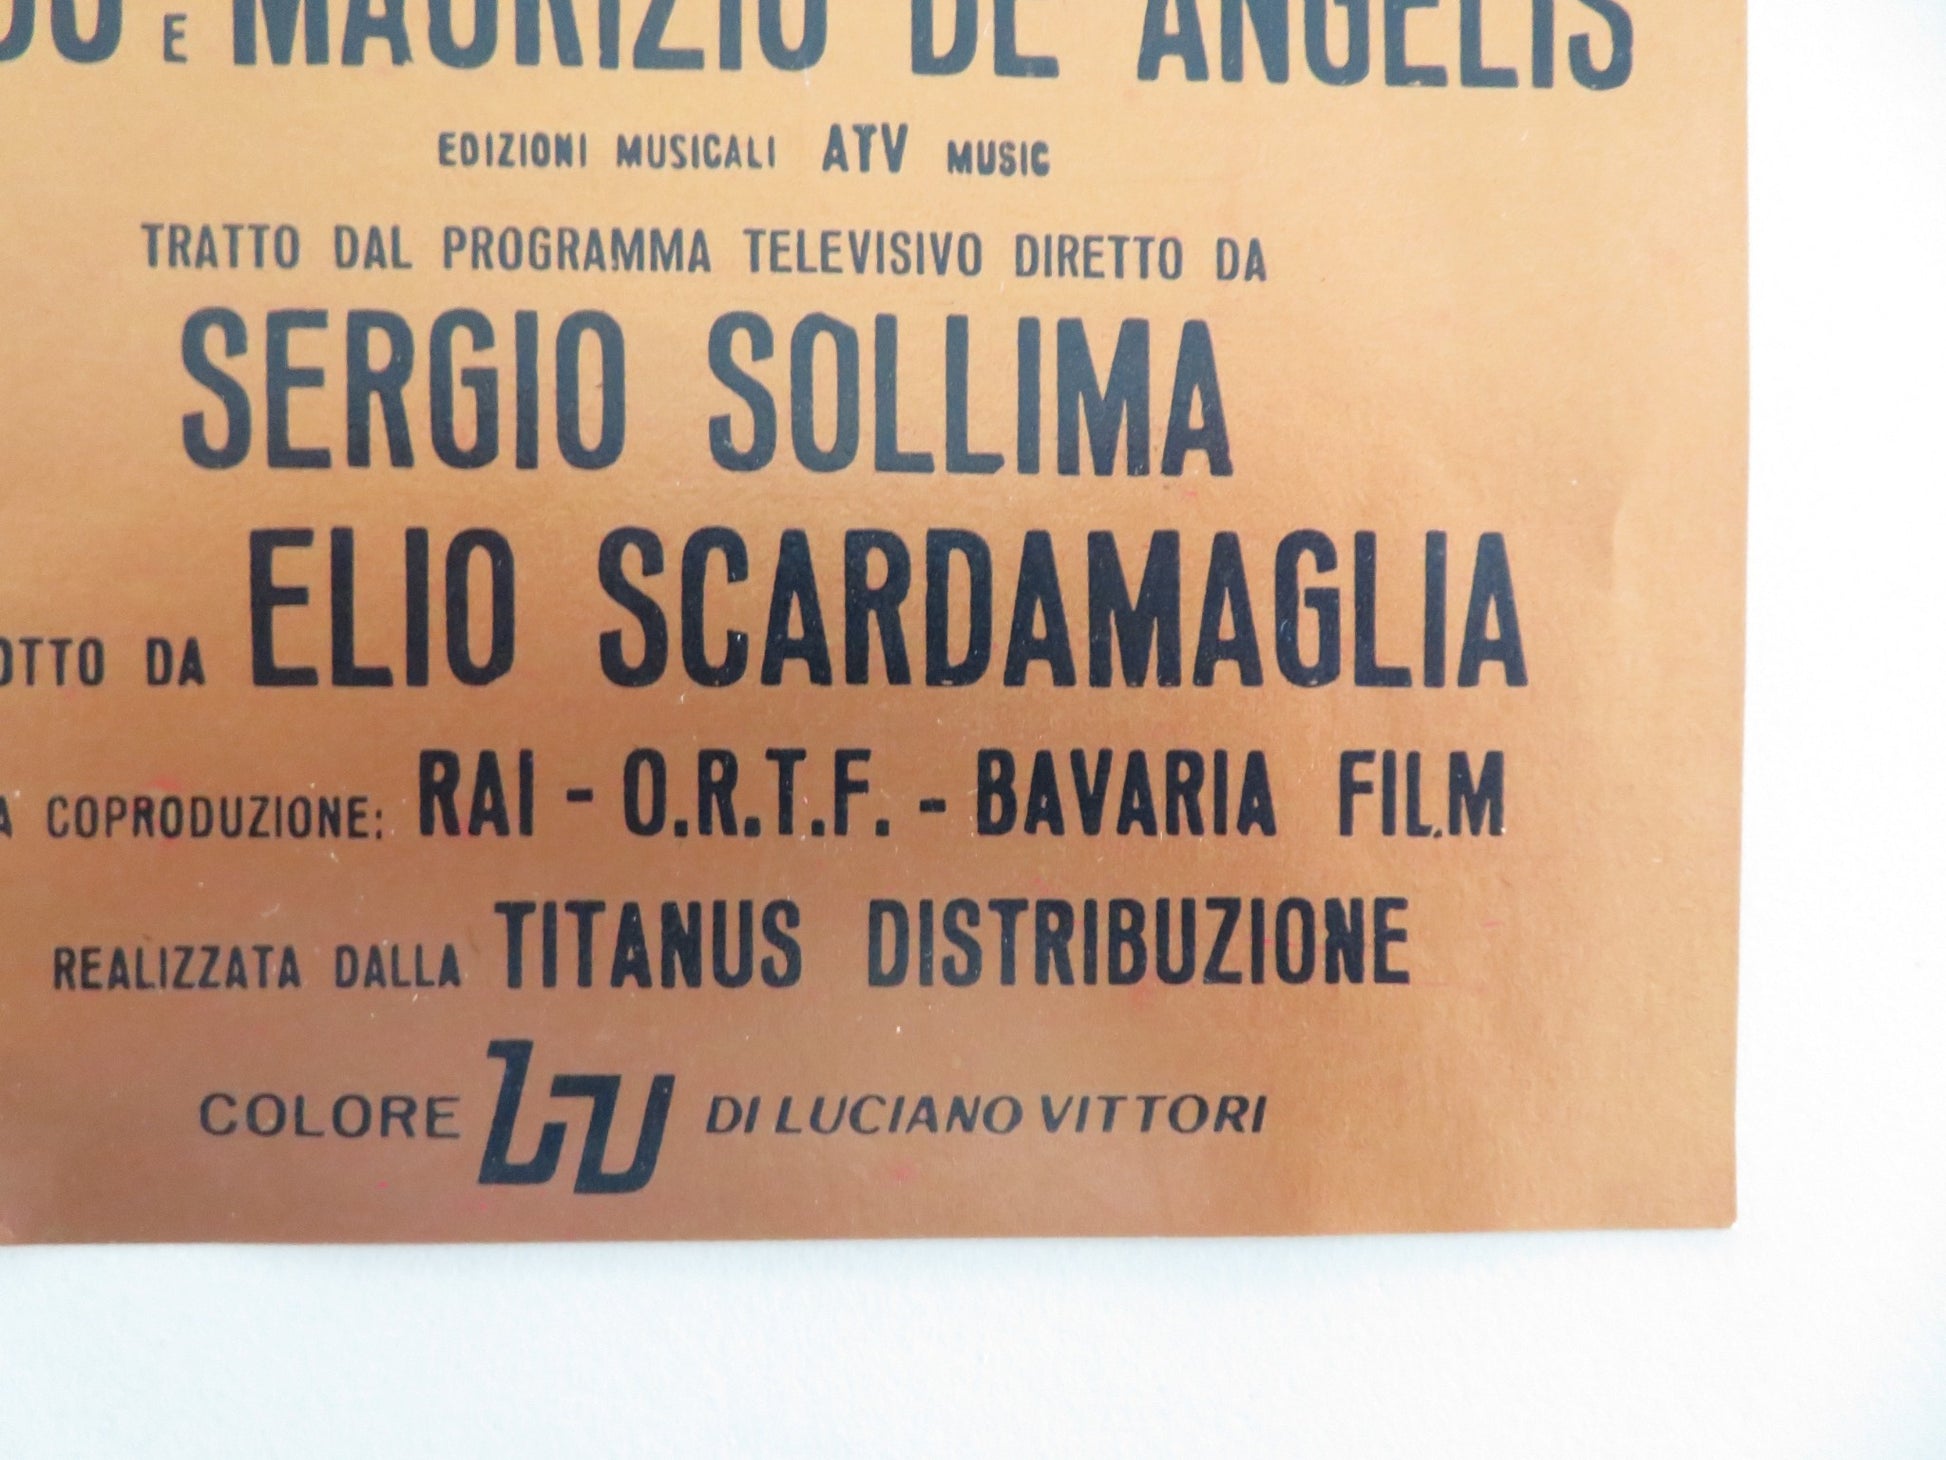 E MAURIZIO DE ANGELIS
EDIZIONI MUSICALI ATV MUSIC
TRATTO DAL PROGRAMMA TELEVISIVO DIRETTO DA
SERGIO SOLLIMA
OTTO DA ELIO SCARDAMAGLIA
A COPRODUZIONE: RAI - O.R.T.F. - BAVARIA FILM
REALIZZATA DALLA TITANUS DISTRIBUZIONE
COLORE LV DI LUCIANO VITTORI